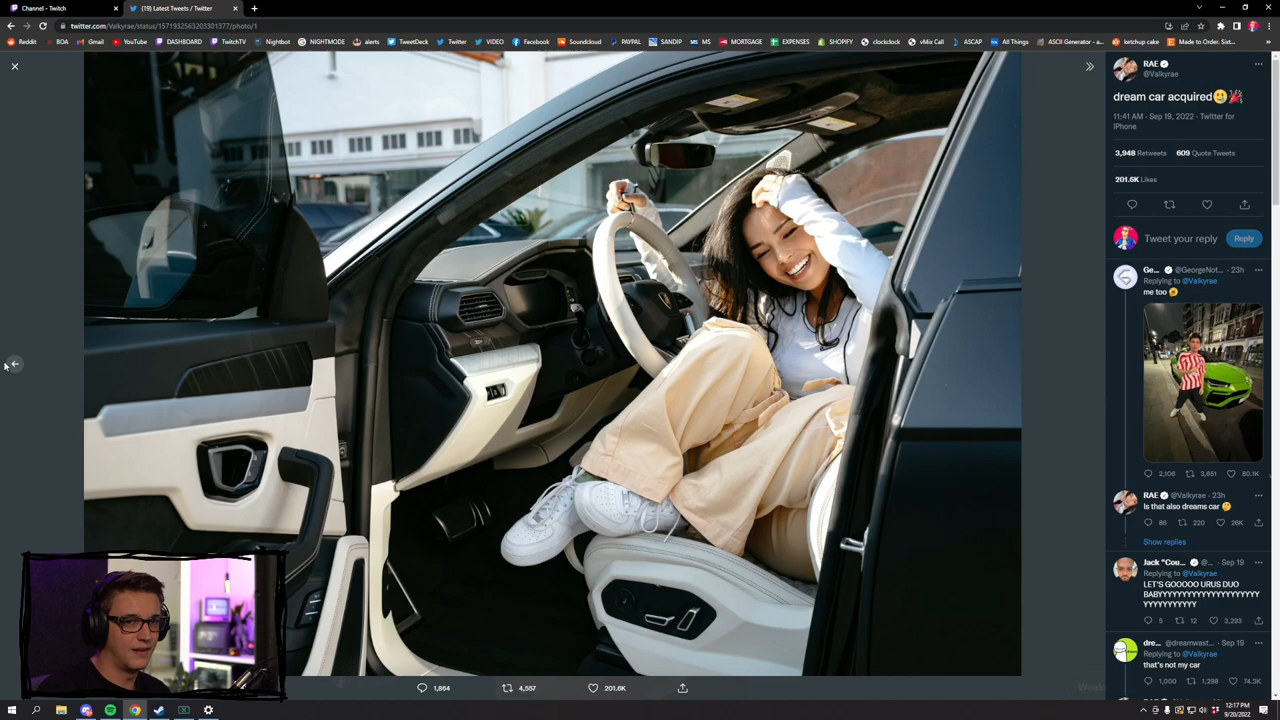 Channel - Twitch
(19) Latest Tweets / Twitter
twitter.com/Valkyrae/status/1571932563203301377/photo/1
Reddit
BOA
Gmail
YouTube
DASHBOARD
TwitchTV
Nightbot
NIGHTMODE
alerts
TweetDeck
Twitter
VIDEO
Facebook
Soundcloud
PAYPAL
SANDIP
MS
MORTGAGE
EXPENSES
SHOPIFY
clockclock
vMix Call
ASCAP
All Things
ASCII Generator - a...
ketchup cake
Made to Order. Sixt...
RAE
@Valkyrae
dream car acquired🥲🎉
11:41 AM · Sep 19, 2022 · Twitter for
iPhone
3,948 Retweets 609 Quote Tweets
201.6K Likes
Tweet your reply
Reply
Ge... @GeorgeNot... · 23h
Replying to @Valkyrae
me too
2,106 3,651 80.1K
RAE @Valkyrae · 23h
Is that also dreams car 🤔
86 220 26K
Show replies
Jack "Cou... @... · Sep 19
Replying to @Valkyrae
LET'S GOOOOO URUS DUO
BABYYYYYYYYYYYYYYYYYYYY
YYYYYYYYYY
5 12 3,293
dre... @dreamwast... · Sep 19
Replying to @Valkyrae
that's not my car
1,000 1,298 74.3K
1,884 4,557 201.6K
12:17 PM
9/20/2022